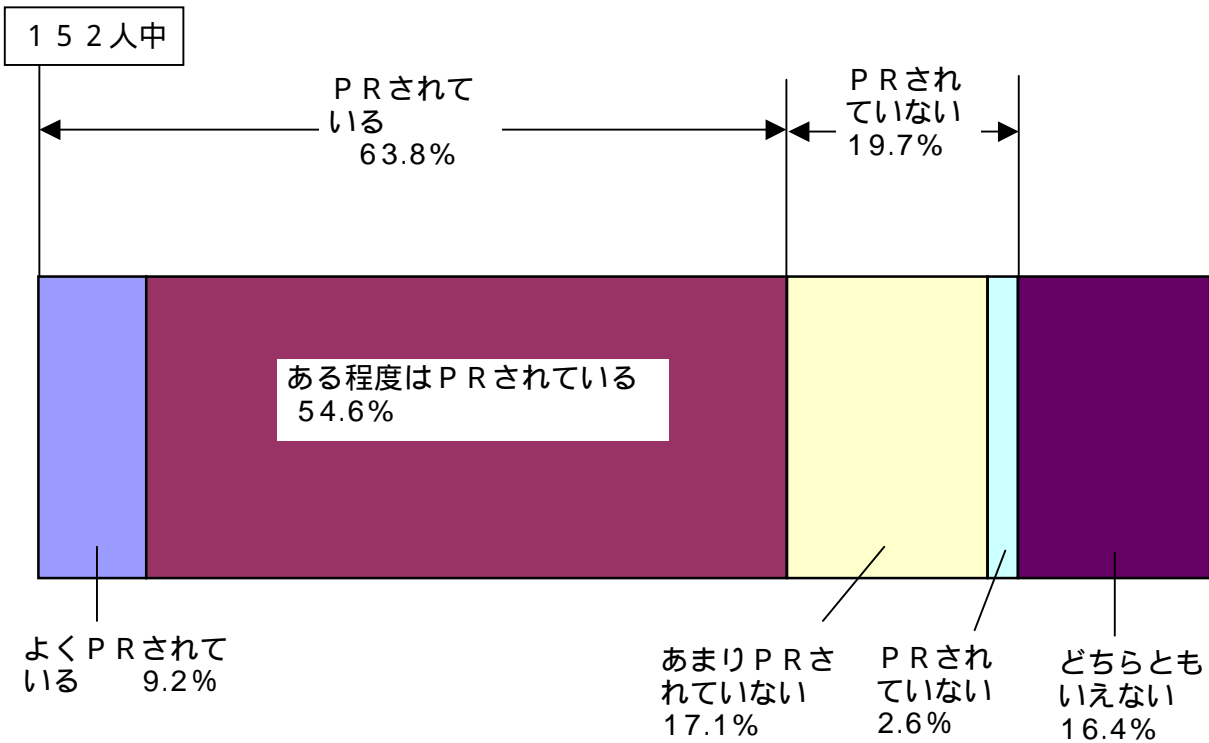 １５２人中
ＰＲされて
いる
63.8%
ＰＲされ
ていない
19.7%
ある程度はＰＲされている
54.6%
よくＰＲされて
いる　　9.2%
あまりＰＲさ
れていない
17.1%
ＰＲされ
ていない
2.6%
どちらとも
いえない
16.4%